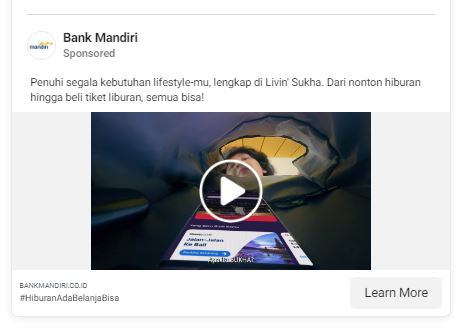 mandiri
Bank Mandiri
Sponsored
Penuhi segala kebutuhan lifestyle-mu, lengkap di Livin' Sukha. Dari nonton hiburan
hingga beli tiket liburan, semua bisa!
Jalan-Jalan
Ke Bali
SUKHA?
BANKMANDIRI.CO.ID
#HiburanAdaBelanjaBisa
Learn More